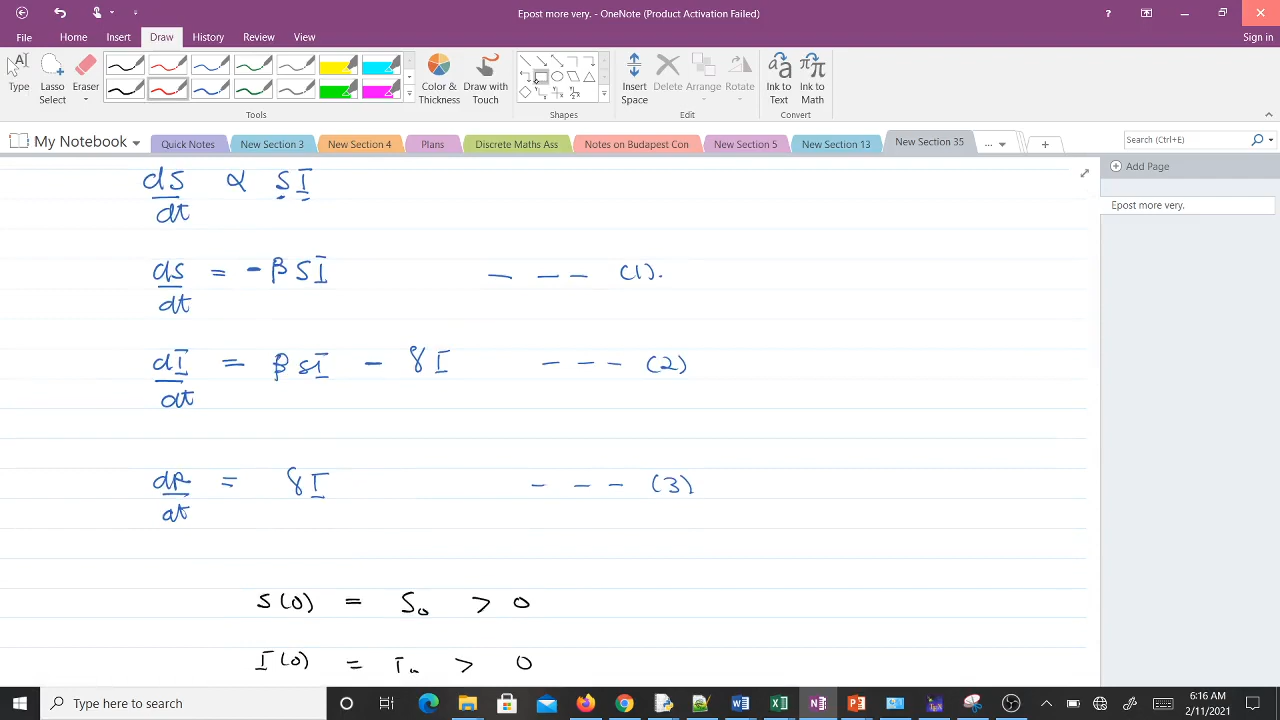 Epost more very. - OneNote (Product Activation Failed)
File Home Insert Draw History Review View
Sign in
Type Lasso Select Eraser Color & Thickness Draw with Touch Insert Space Delete Arrange Rotate Ink to Text Ink to Math
Tools Shapes Edit Convert
My Notebook Quick Notes New Section 3 New Section 4 Plans Discrete Maths Ass Notes on Budapest Con New Section 5 New Section 13 New Section 35 ... Search (Ctrl+E)
Add Page
Epost more very.
dS/dt ∝ SI
dS/dt = -βSI — — — (1).
dI/dt = βSI - γI - - - (2)
dR/dt = γI - - - (3)
S(0) = S₀ > 0
I(0) = I₀ > 0
Type here to search
6:16 AM
2/11/2021